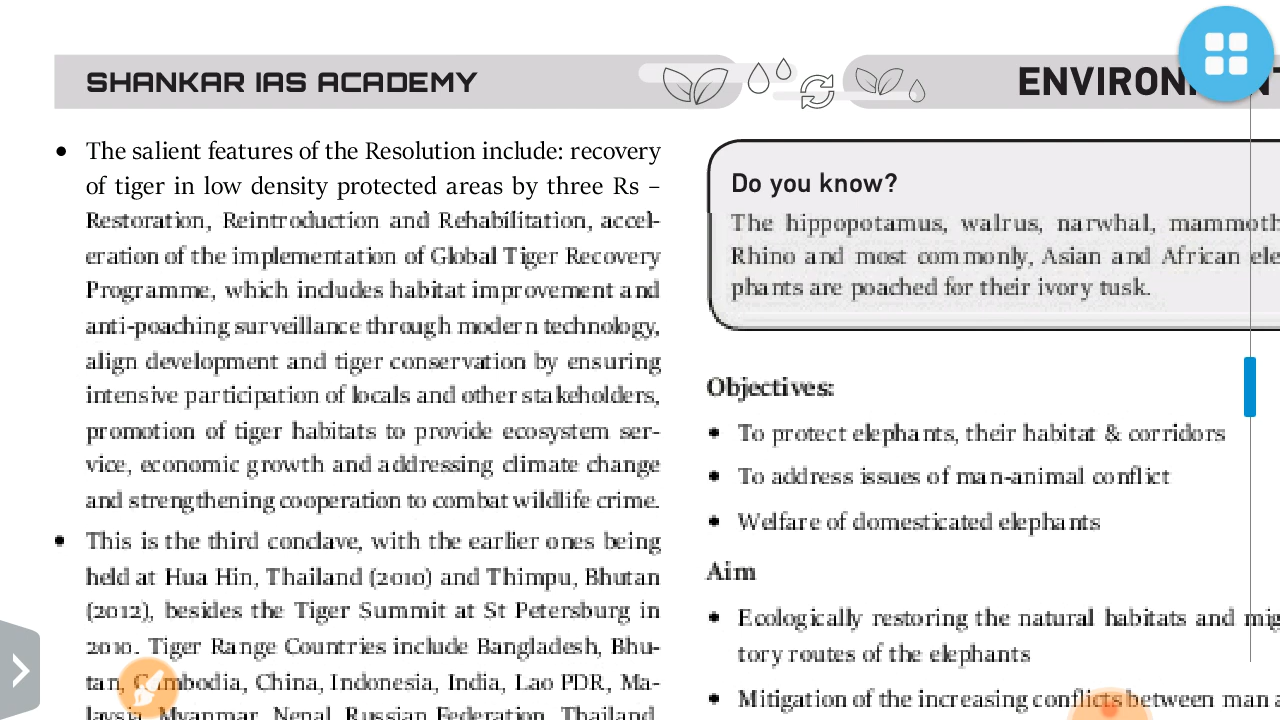 SHANKAR IAS ACADEMY
• The salient features of the Resolution include: recovery
of tiger in low density protected areas by three Rs –
Restoration, Reintroduction and Rehabilitation, accel-
eration of the implementation of Global Tiger Recovery
Programme, which includes habitat improvement and
anti-poaching surveillance through modern technology,
align development and tiger conservation by ensuring
intensive participation of locals and other stakeholders,
promotion of tiger habitats to provide ecosystem ser-
vice, economic growth and addressing climate change
and strengthening cooperation to combat wildlife crime.
• This is the third conclave, with the earlier ones being
held at Hua Hin, Thailand (2010) and Thimpu, Bhutan
(2012), besides the Tiger Summit at St Petersburg in
2010. Tiger Range Countries include Bangladesh, Bhu-
tan, Cambodia, China, Indonesia, India, Lao PDR, Ma-
laysia, Myanmar, Nepal, Russian Federation, Thailand
Do you know?
The hippopotamus, walrus, narwhal, mammoth
Rhino and most commonly, Asian and African ele
phants are poached for their ivory tusk.
Objectives:
• To protect elephants, their habitat & corridors
• To address issues of man-animal conflict
• Welfare of domesticated elephants
Aim
• Ecologically restoring the natural habitats and mig
tory routes of the elephants
• Mitigation of the increasing conflicts between man